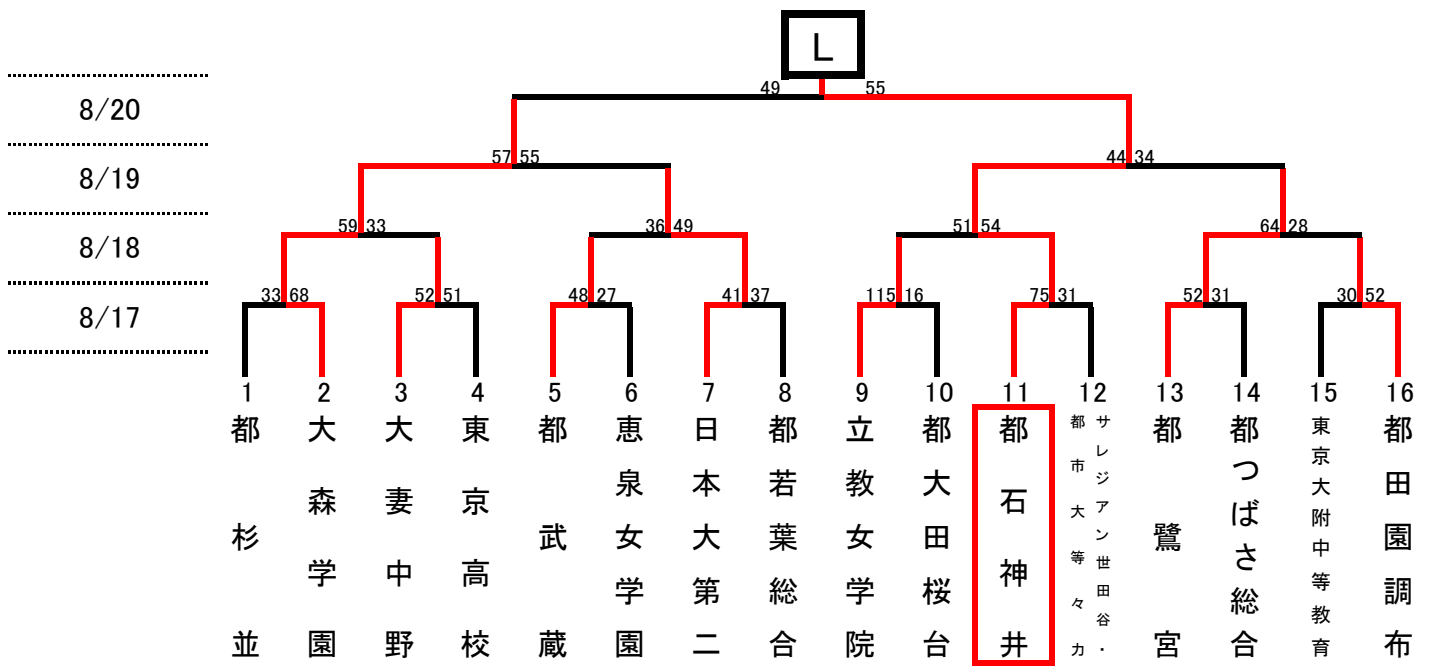 L
49 55
8/20
57 55 44 34
8/19
59 33 36 49 51 54 64 28
8/18
33 68 52 51 48 27 41 37 115 16 75 31 52 31 30 52
8/17
1 2 3 4 5 6 7 8 9 10 11 12 13 14 15 16
都杉並
大森学園
大妻中野
東京高校
都武蔵
恵泉女学園
日本大第二
都若葉総合
立教女学院
都大田桜台
都石神井
サレジアン世田谷・
都市大等々力
都鷺宮
都つばさ総合
東京大附中等教育
都田園調布